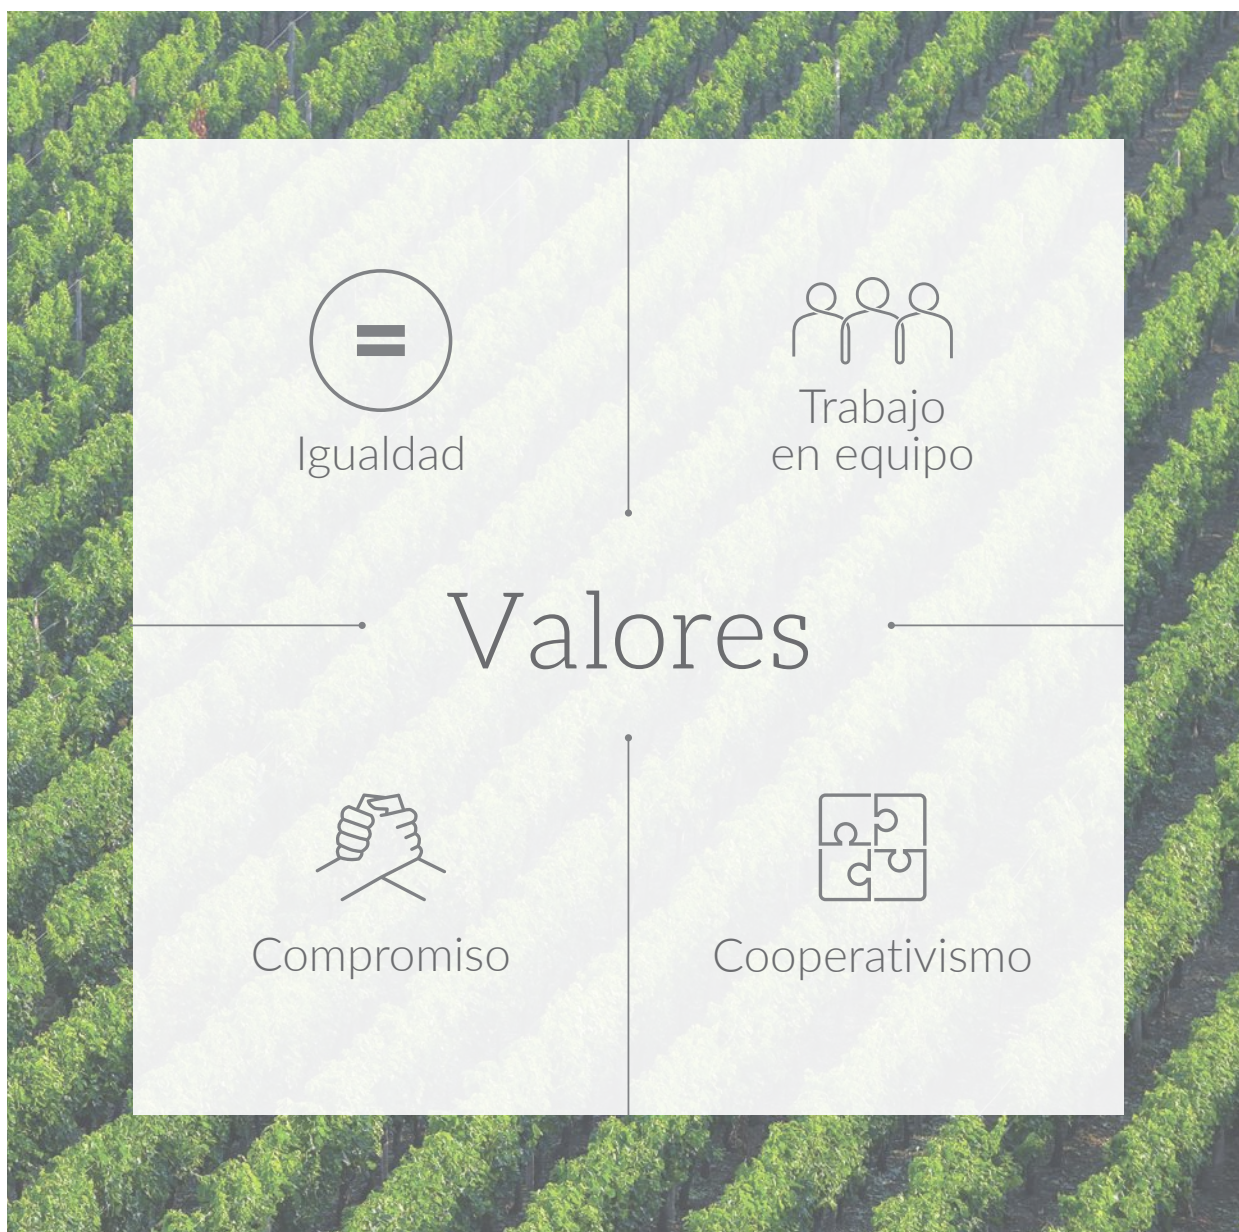 Igualdad
Trabajo
en equipo
Valores
Compromiso
Cooperativismo